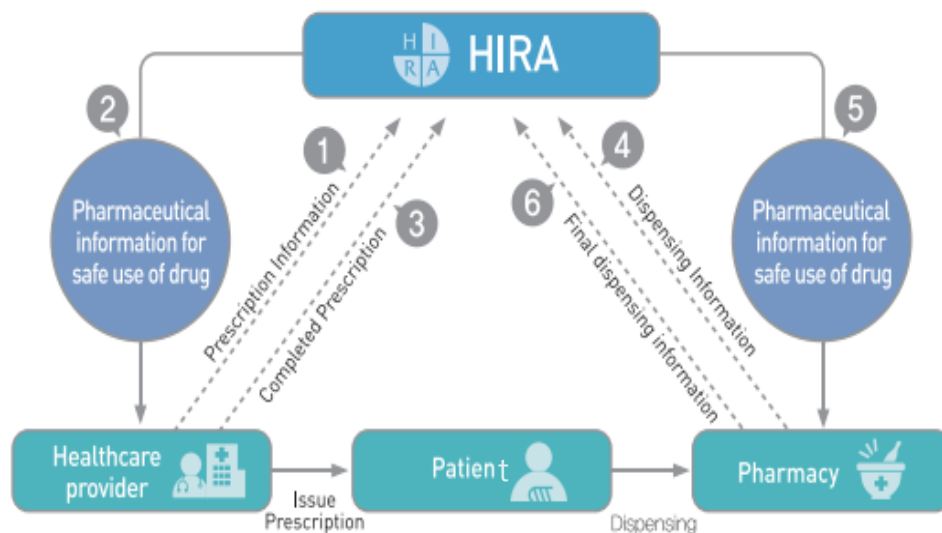 H I R A
HIRA
2
5
1
4
3
6
Pharmaceutical
information for
safe use of drug
Prescription Information
Completed Prescription
Final dispensing information
Dispensing Information
Pharmaceutical
information for
safe use of drug
Healthcare
provider
Issue
Prescription
Patient
Dispensing
Pharmacy